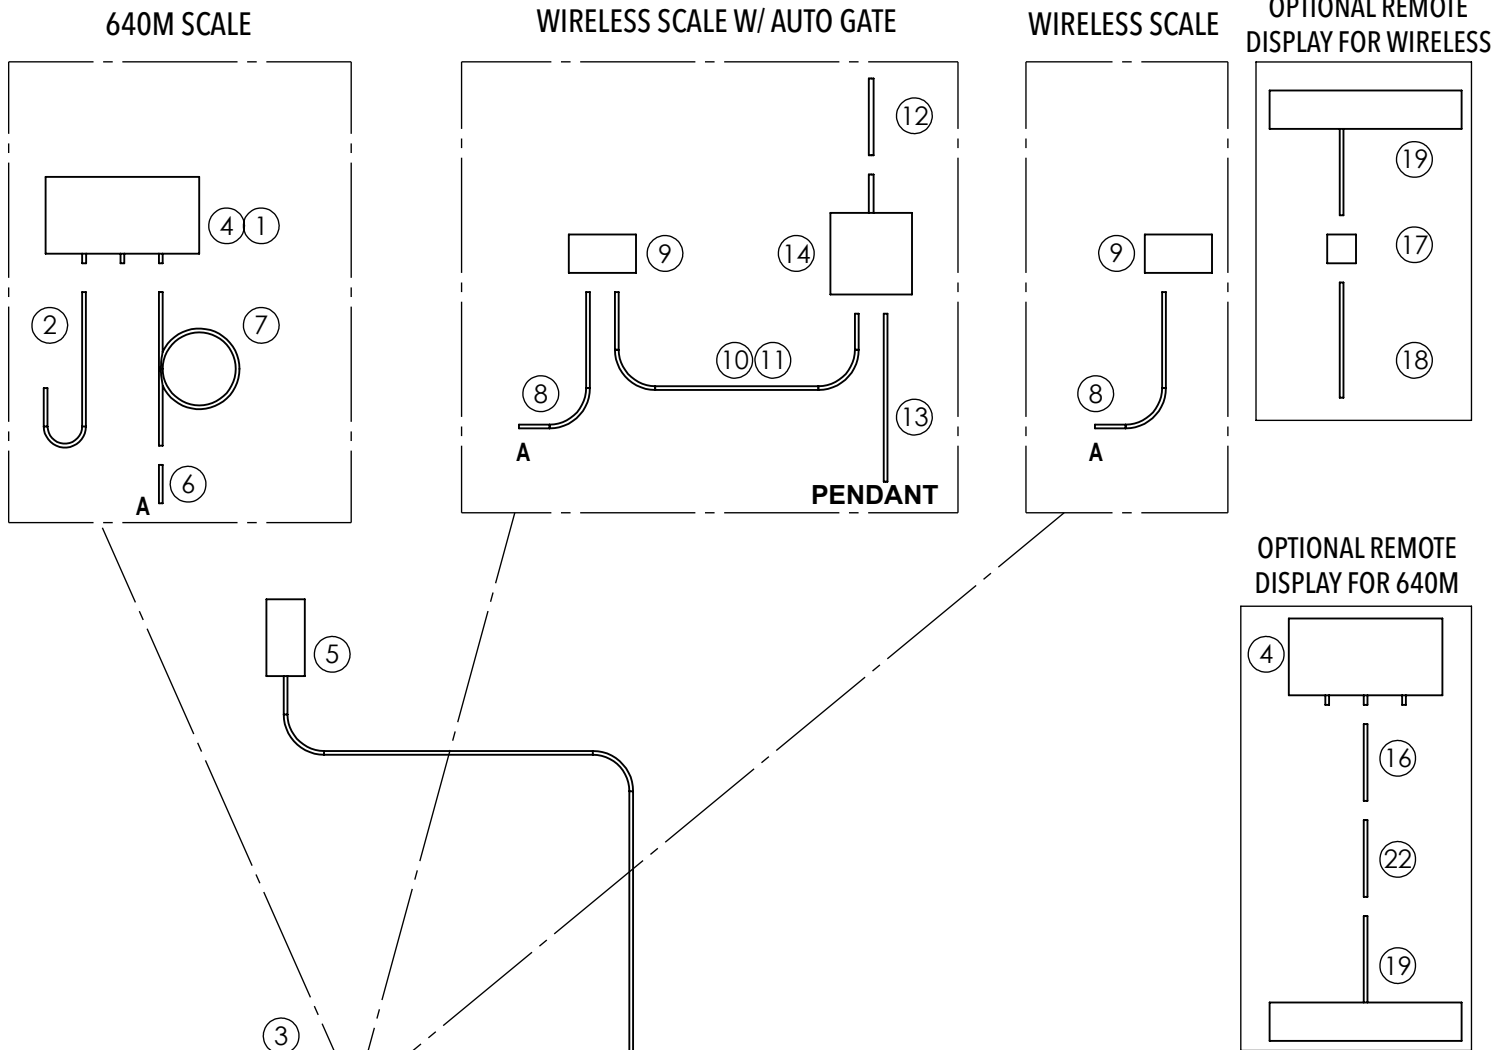 640M SCALE
4 1
2
7
6
A
WIRELESS SCALE W/ AUTO GATE
12
9
14
10 11
8
13
A
PENDANT
WIRELESS SCALE
9
8
A
OPTIONAL REMOTE
DISPLAY FOR WIRELESS
19
17
18
5
3
OPTIONAL REMOTE
DISPLAY FOR 640M
4
16
22
19